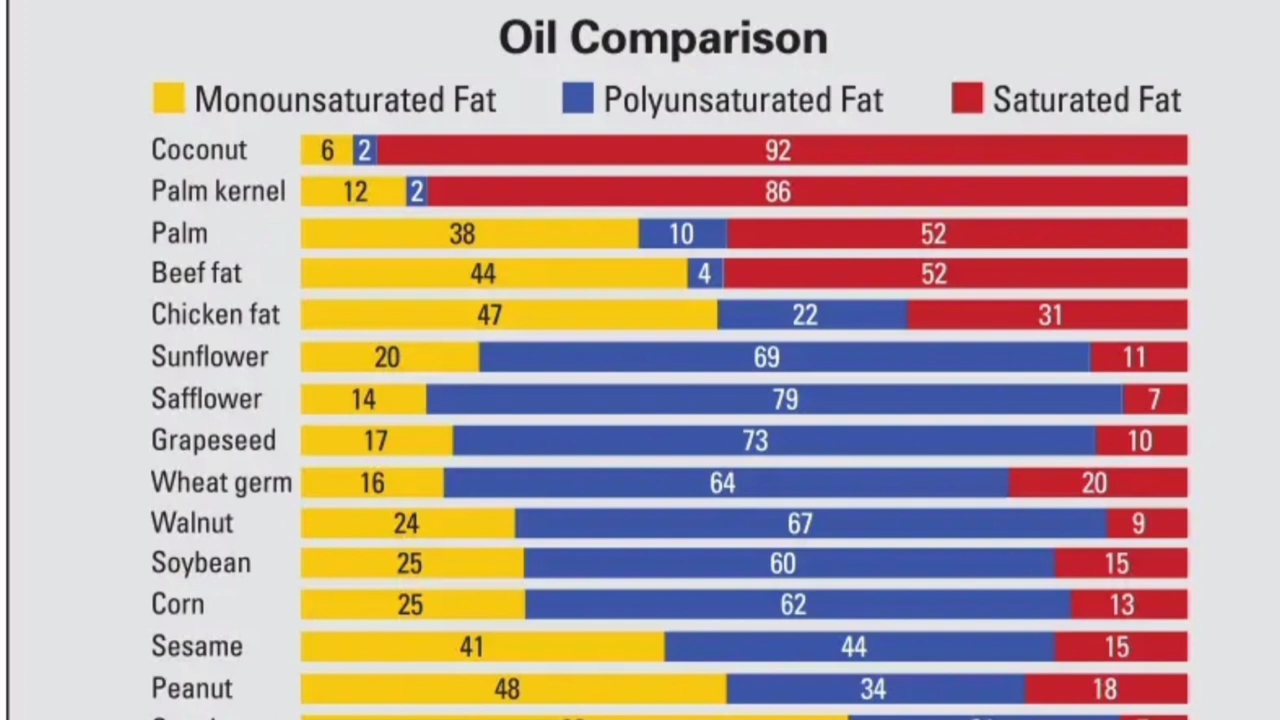 Oil Comparison
Monounsaturated Fat Polyunsaturated Fat Saturated Fat
Coconut 6 2 92
Palm kernel 12 2 86
Palm 38 10 52
Beef fat 44 4 52
Chicken fat 47 22 31
Sunflower 20 69 11
Safflower 14 79 7
Grapeseed 17 73 10
Wheat germ 16 64 20
Walnut 24 67 9
Soybean 25 60 15
Corn 25 62 13
Sesame 41 44 15
Peanut 48 34 18